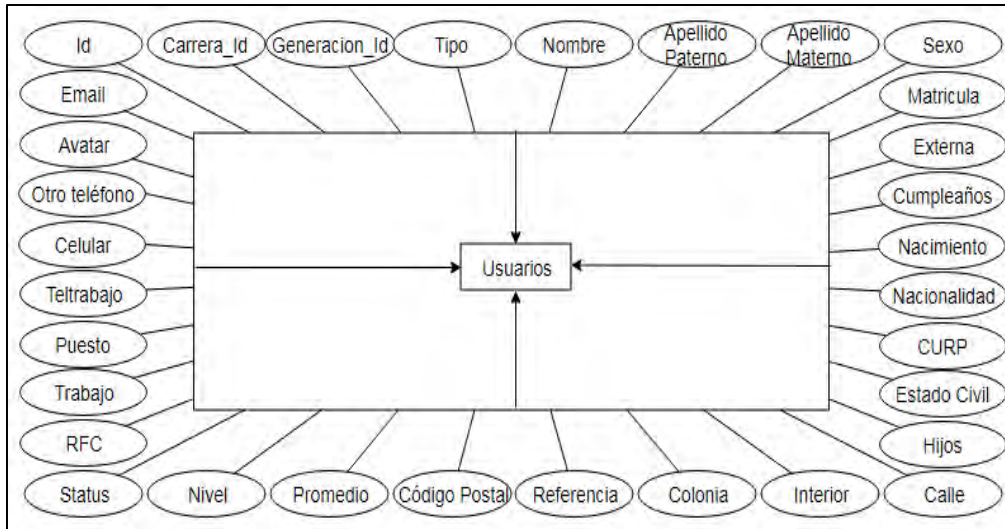 Id
Carrera_Id
Generacion_Id
Tipo
Nombre
Apellido
Paterno
Apellido
Materno
Sexo
Email
Matricula
Avatar
Externa
Otro teléfono
Cumpleaños
Celular
Nacimiento
Usuarios
Teltrabajo
Nacionalidad
Puesto
CURP
Trabajo
Estado Civil
RFC
Hijos
Status
Nivel
Promedio
Código Postal
Referencia
Colonia
Interior
Calle